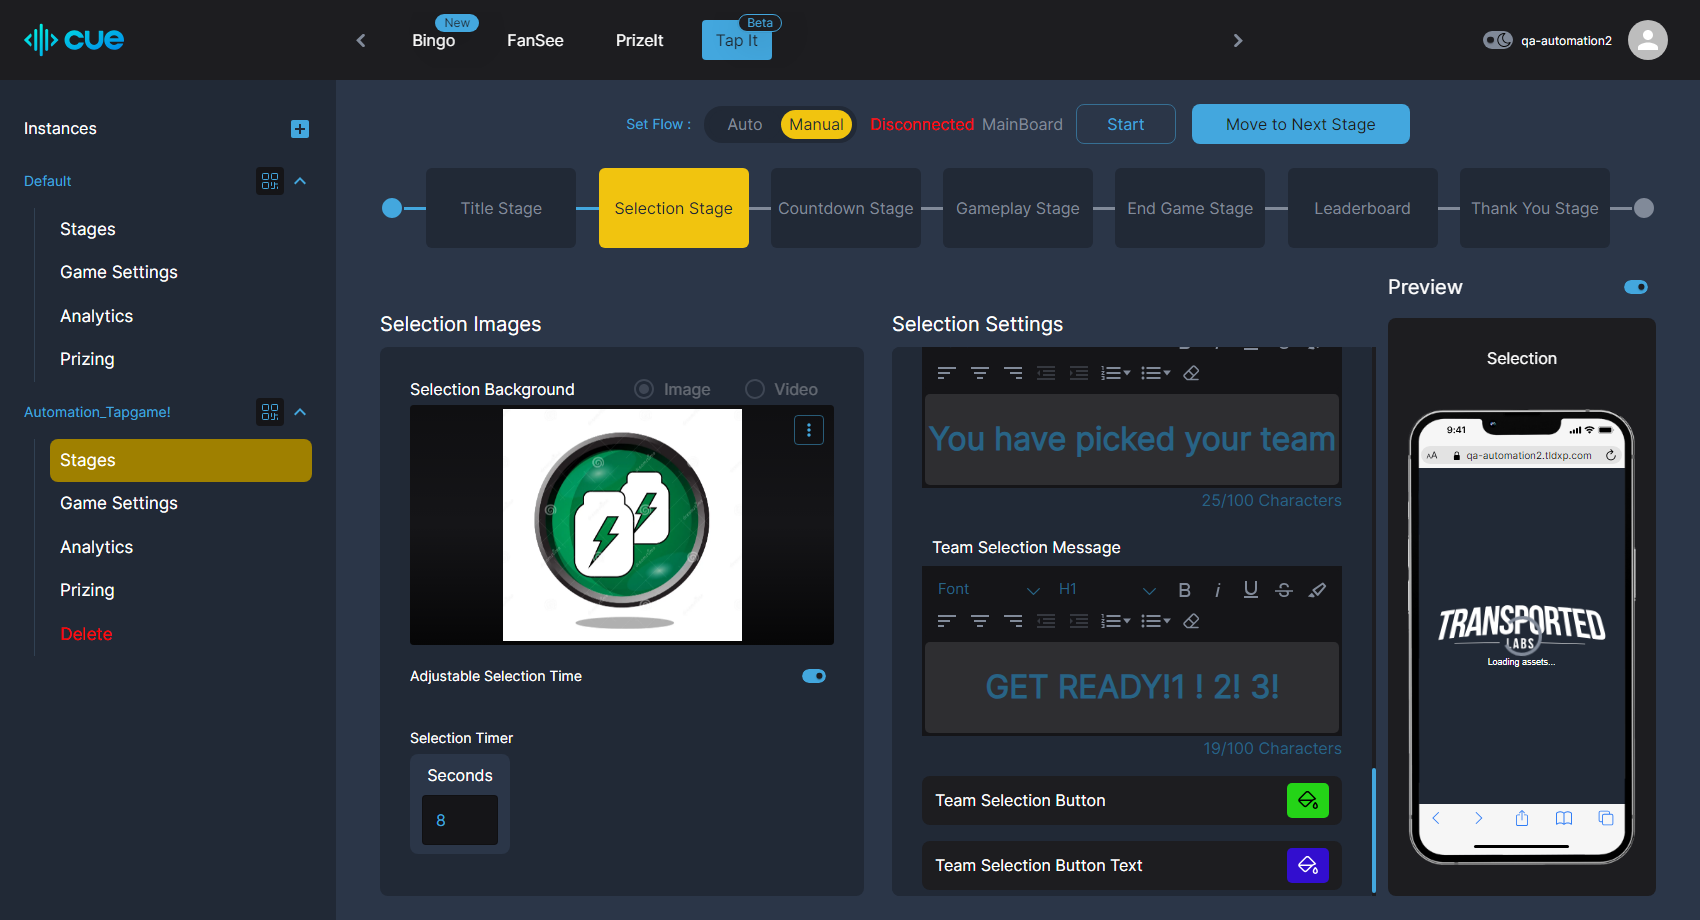 cue
Bingo
New
FanSee
PrizeIt
Tap It
Beta
qa-automation2
Instances
Default
Stages
Game Settings
Analytics
Prizing
Automation_Tapgame!
Stages
Game Settings
Analytics
Prizing
Delete
Set Flow :
Auto
Manual
Disconnected MainBoard
Start
Move to Next Stage
Title Stage
Selection Stage
Countdown Stage
Gameplay Stage
End Game Stage
Leaderboard
Thank You Stage
Selection Images
Selection Background
Image
Video
Adjustable Selection Time
Selection Timer
Seconds
8
Selection Settings
You have picked your team
25/100 Characters
Team Selection Message
Font
H1
B i U S
GET READY!1 ! 2! 3!
19/100 Characters
Team Selection Button
Team Selection Button Text
Preview
Selection
9:41
AA
qa-automation2.tldxp.com
TRANSPORTED
LABS
Loading assets...